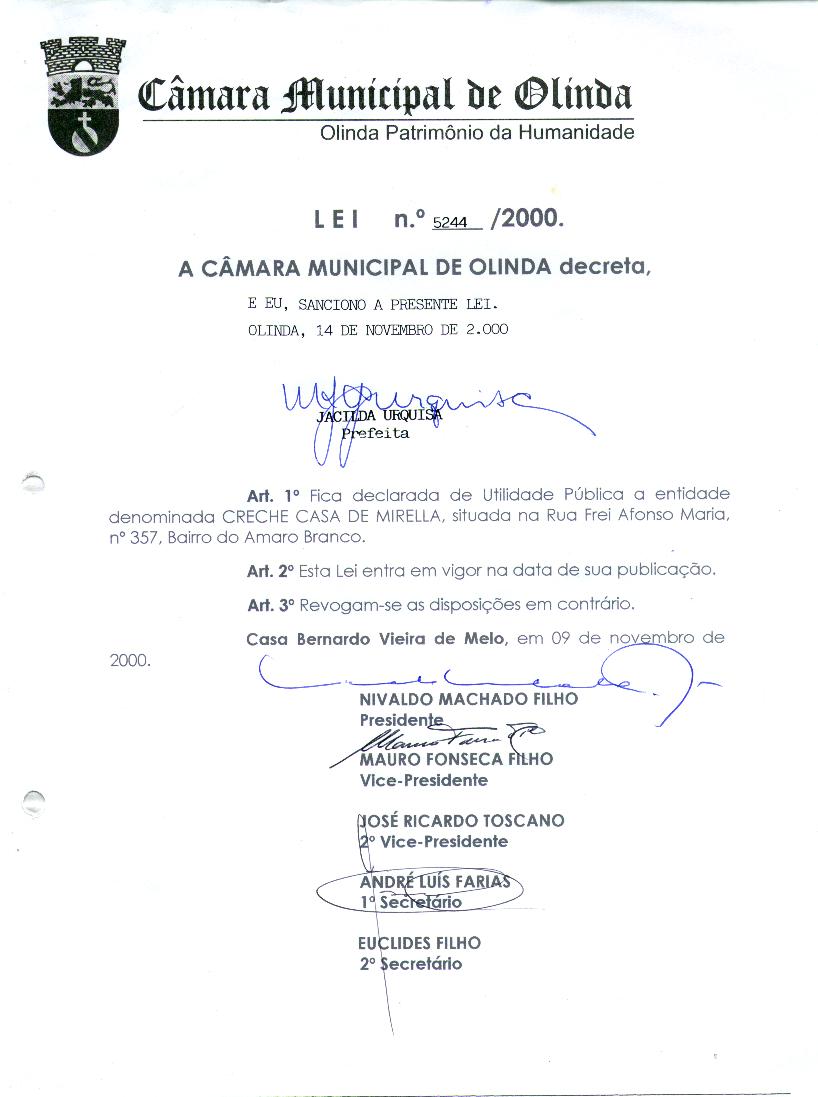 Câmara Municipal de Olinda
Olinda Patrimônio da Humanidade
LEI n.º 5244 /2000.
A CÂMARA MUNICIPAL DE OLINDA decreta,
E EU, SANCIONO A PRESENTE LEI.
OLINDA, 14 DE NOVEMBRO DE 2.000
JACILDA URQUISA
Prefeita
Art. 1º Fica declarada de Utilidade Pública a entidade
denominada CRECHE CASA DE MIRELLA, situada na Rua Frei Afonso Maria,
nº 357, Bairro do Amaro Branco.
Art. 2º Esta Lei entra em vigor na data de sua publicação.
Art. 3º Revogam-se as disposições em contrário.
Casa Bernardo Vieira de Melo, em 09 de novembro de
2000.
NIVALDO MACHADO FILHO
Presidente
MAURO FONSECA FILHO
Vice-Presidente
JOSÉ RICARDO TOSCANO
2º Vice-Presidente
ANDRÉ LUÍS FARIAS
1º Secretário
EUCLIDES FILHO
2º Secretário